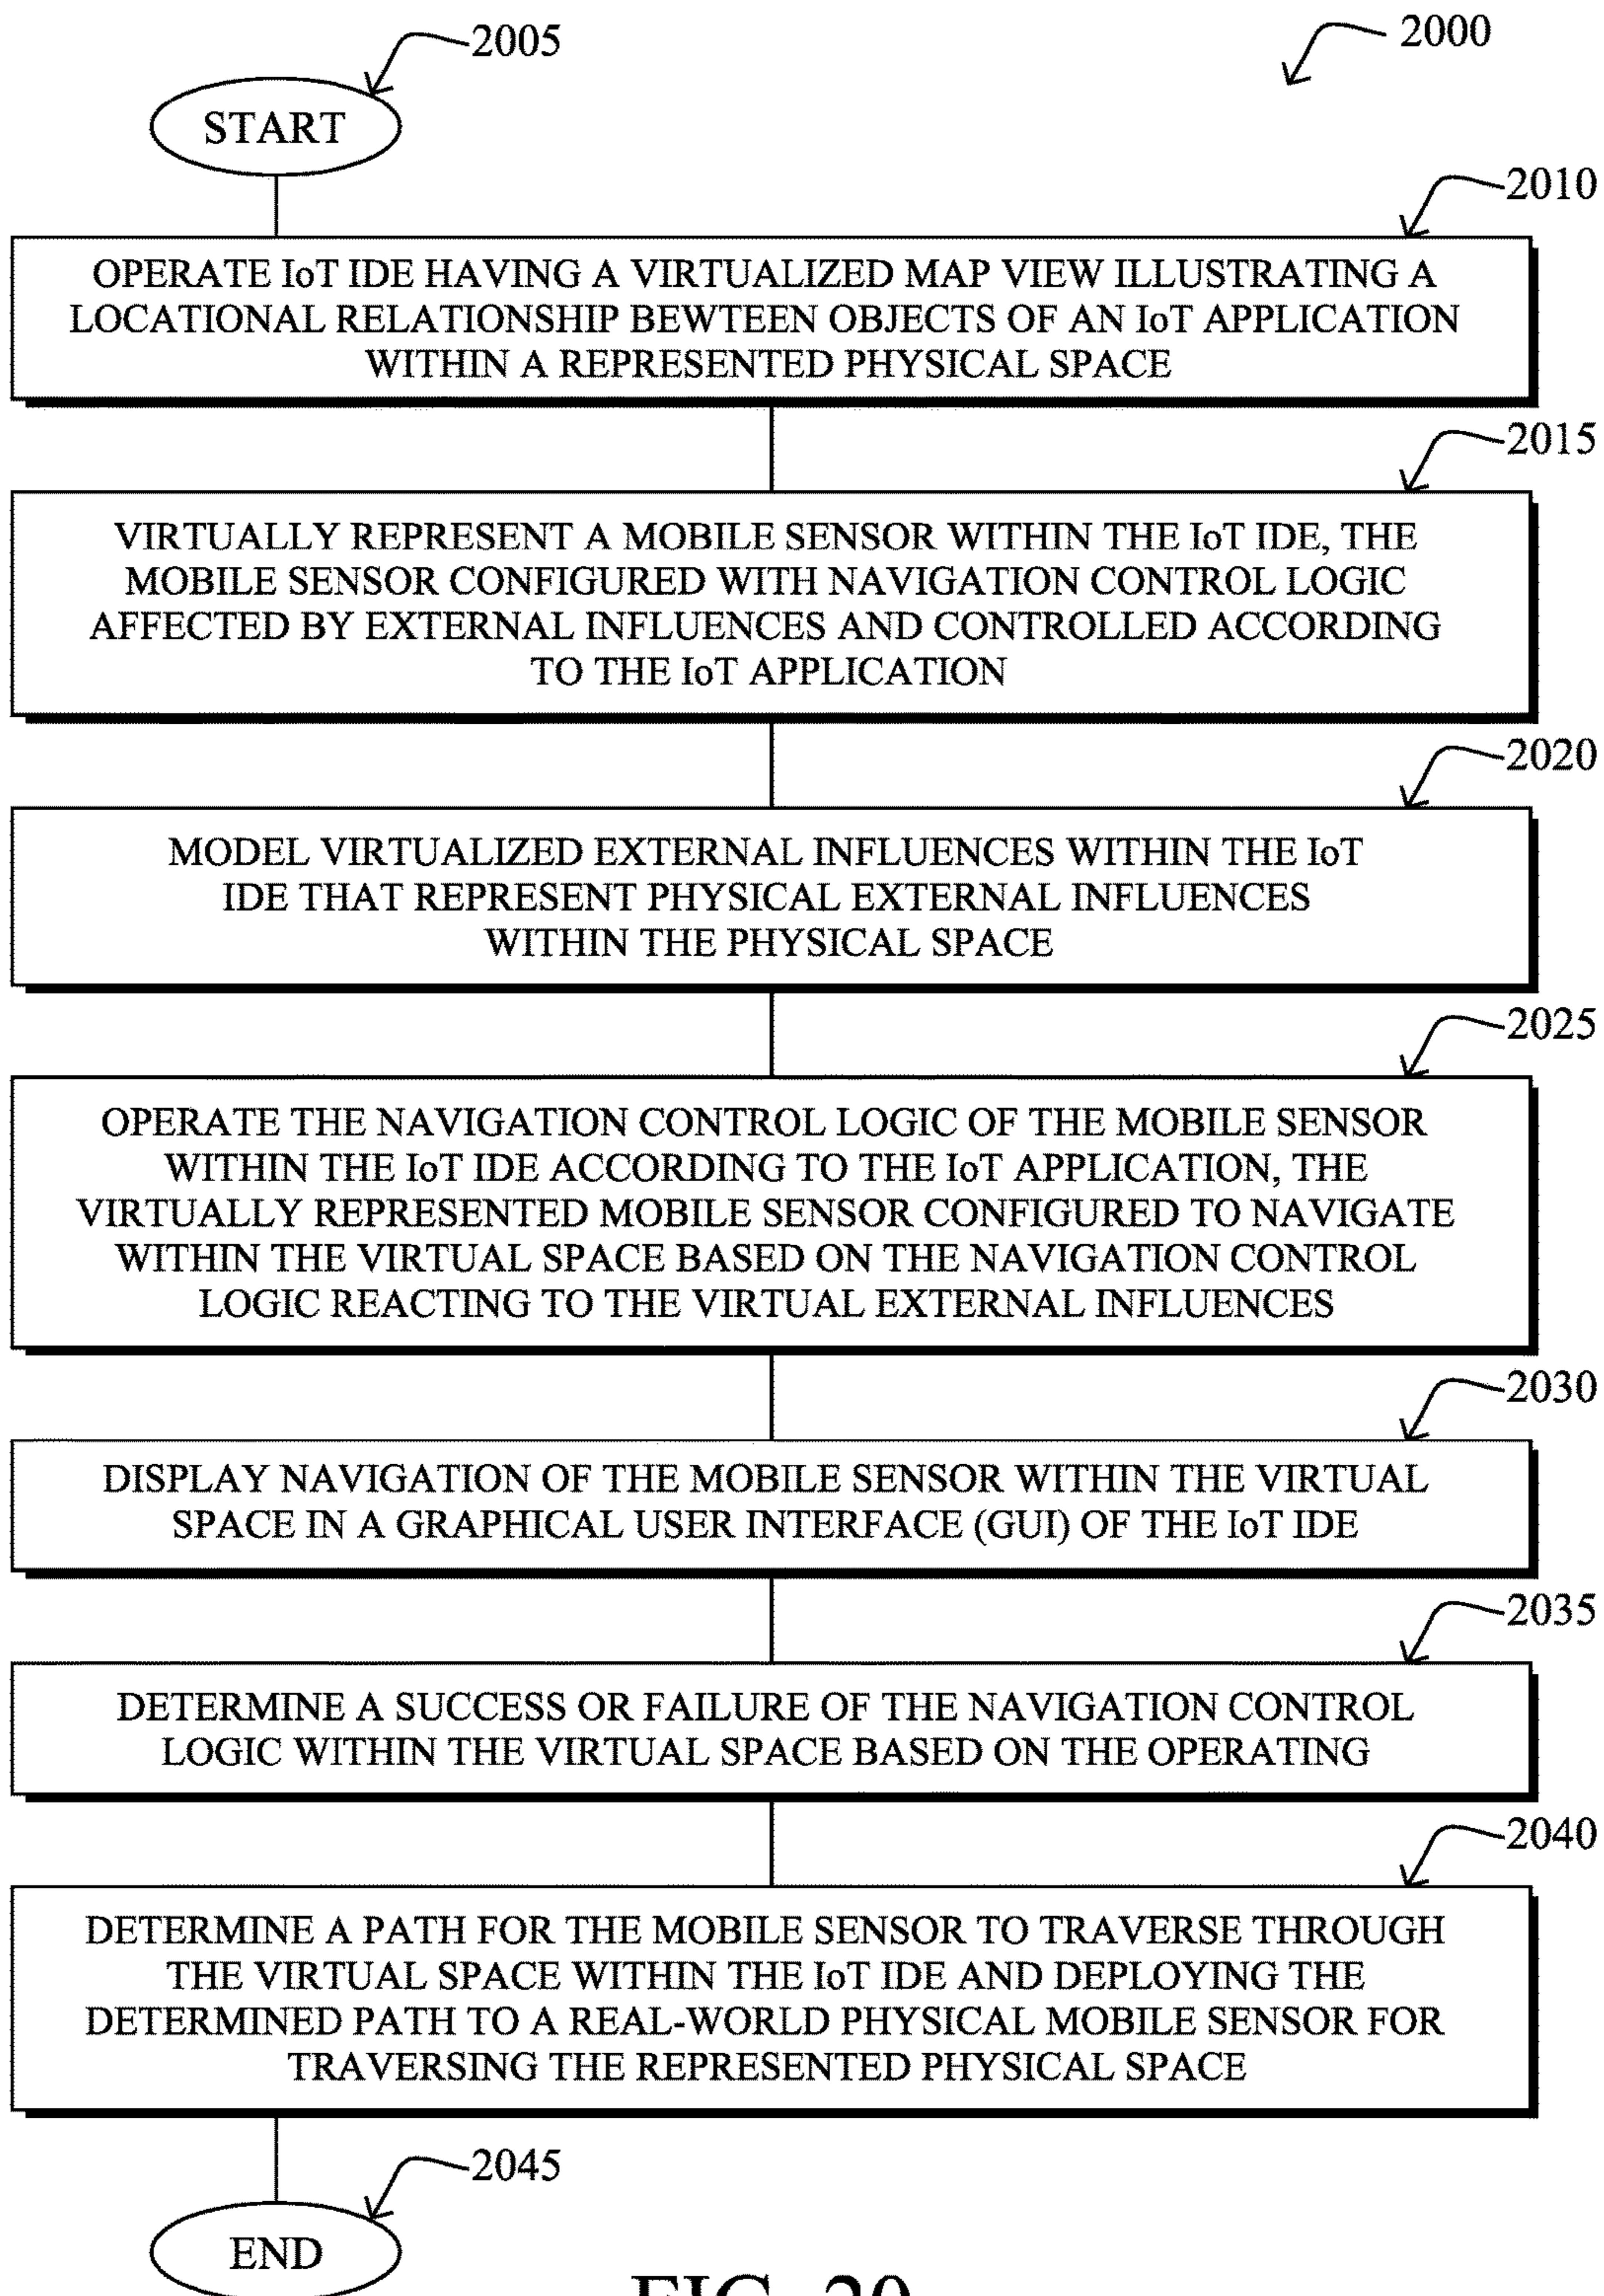 2005
2000
START
2010
OPERATE IoT IDE HAVING A VIRTUALIZED MAP VIEW ILLUSTRATING A
LOCATIONAL RELATIONSHIP BEWTEEN OBJECTS OF AN IoT APPLICATION
WITHIN A REPRESENTED PHYSICAL SPACE
2015
VIRTUALLY REPRESENT A MOBILE SENSOR WITHIN THE IoT IDE, THE
MOBILE SENSOR CONFIGURED WITH NAVIGATION CONTROL LOGIC
AFFECTED BY EXTERNAL INFLUENCES AND CONTROLLED ACCORDING
TO THE IoT APPLICATION
2020
MODEL VIRTUALIZED EXTERNAL INFLUENCES WITHIN THE IoT
IDE THAT REPRESENT PHYSICAL EXTERNAL INFLUENCES
WITHIN THE PHYSICAL SPACE
2025
OPERATE THE NAVIGATION CONTROL LOGIC OF THE MOBILE SENSOR
WITHIN THE IoT IDE ACCORDING TO THE IoT APPLICATION, THE
VIRTUALLY REPRESENTED MOBILE SENSOR CONFIGURED TO NAVIGATE
WITHIN THE VIRTUAL SPACE BASED ON THE NAVIGATION CONTROL
LOGIC REACTING TO THE VIRTUAL EXTERNAL INFLUENCES
2030
DISPLAY NAVIGATION OF THE MOBILE SENSOR WITHIN THE VIRTUAL
SPACE IN A GRAPHICAL USER INTERFACE (GUI) OF THE IoT IDE
2035
DETERMINE A SUCCESS OR FAILURE OF THE NAVIGATION CONTROL
LOGIC WITHIN THE VIRTUAL SPACE BASED ON THE OPERATING
2040
DETERMINE A PATH FOR THE MOBILE SENSOR TO TRAVERSE THROUGH
THE VIRTUAL SPACE WITHIN THE IoT IDE AND DEPLOYING THE
DETERMINED PATH TO A REAL-WORLD PHYSICAL MOBILE SENSOR FOR
TRAVERSING THE REPRESENTED PHYSICAL SPACE
2045
END
FIG. 20